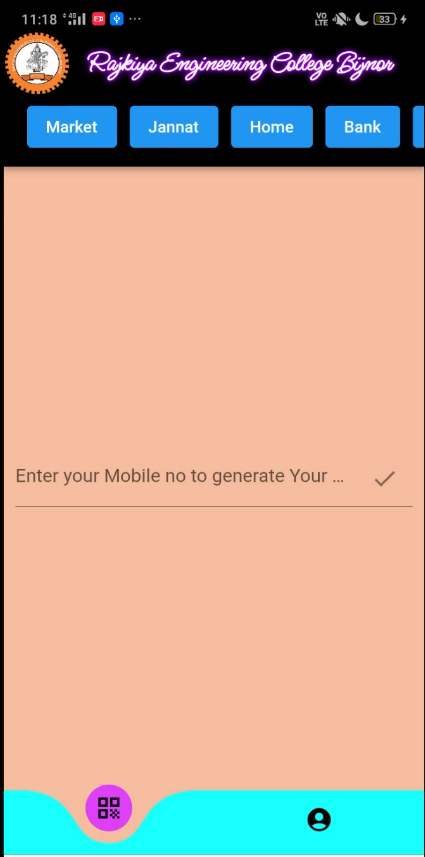 11:18 4G ...
VO LTE 33
Rajkiya Engineering College Bijnor
Market Jannat Home Bank
Enter your Mobile no to generate Your ...